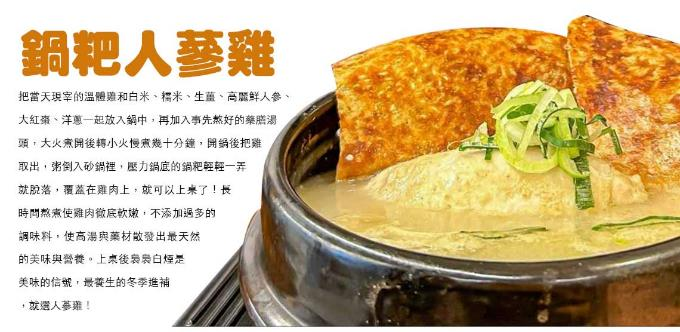 鍋粑人蔘雞
把當天現宰的溫體雞和白米、糯米、生薑、高麗鮮人參、
大紅棗、洋蔥一起放入鍋中，再加入事先熬好的藥膳湯
頭，大火煮開後轉小火慢煮幾十分鐘，開鍋後把雞
取出，粥倒入砂鍋裡，壓力鍋底的鍋粑輕輕一弄
就脫落，覆蓋在雞肉上，就可以上桌了！長
時間熬煮使雞肉徹底軟嫩，不添加過多的
調味料，使高湯與藥材散發出最天然
的美味與營養。上桌後裊裊白煙是
美味的信號，最養生的冬季進補
，就選人蔘雞！